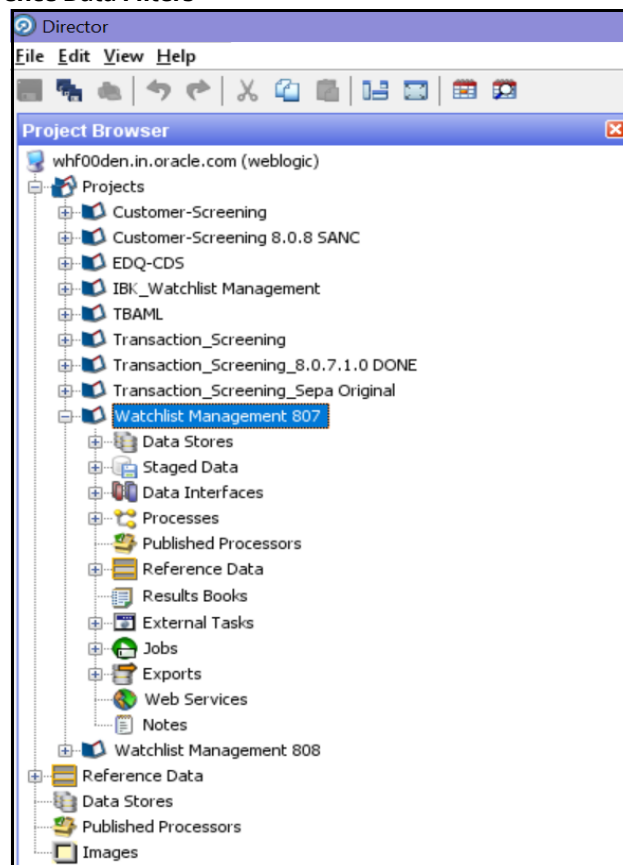 ence Data Filters
Director
File Edit View Help
Project Browser
whf00den.in.oracle.com (weblogic)
Projects
Customer-Screening
Customer-Screening 8.0.8 SANC
EDQ-CDS
IBK_Watchlist Management
TBAML
Transaction_Screening
Transaction_Screening_8.0.7.1.0 DONE
Transaction_Screening_Sepa Original
Watchlist Management 807
Data Stores
Staged Data
Data Interfaces
Processes
Published Processors
Reference Data
Results Books
External Tasks
Jobs
Exports
Web Services
Notes
Watchlist Management 808
Reference Data
Data Stores
Published Processors
Images